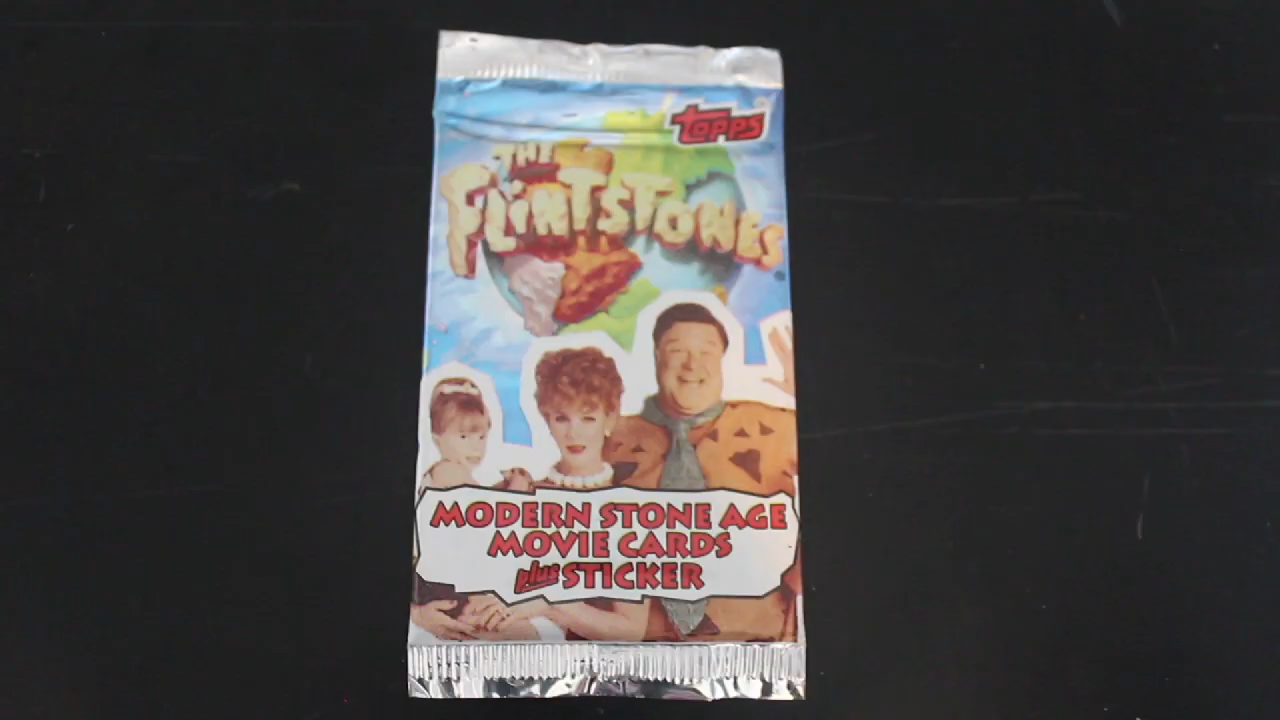 topps
THE
FLINTSTONES
MODERN STONE AGE
MOVIE CARDS
plus STICKER